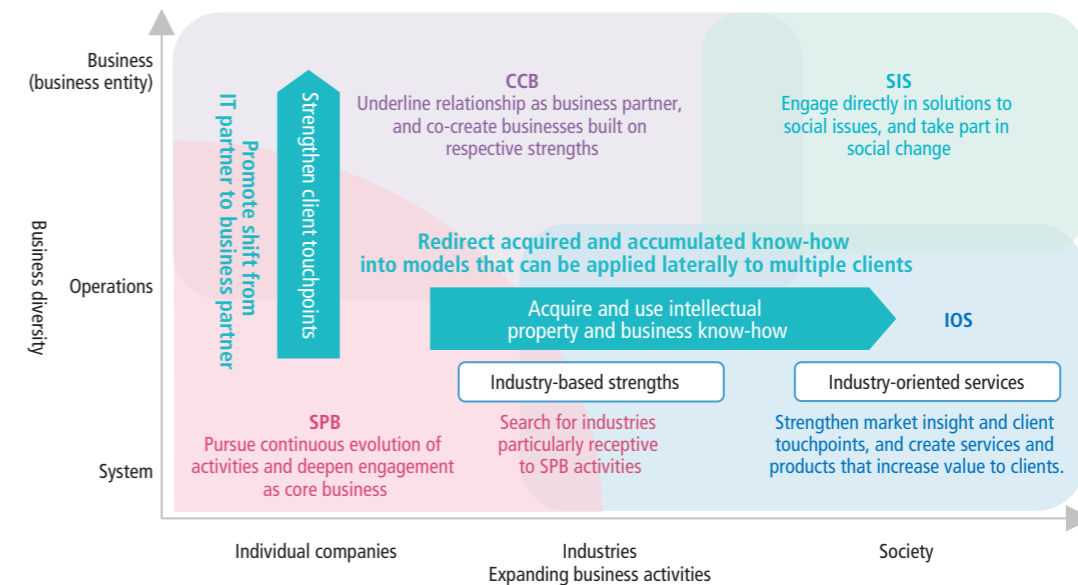 Business
(business entity)
Business diversity
Operations
System
Promote shift from
IT partner to business partner
Strengthen client touchpoints
CCB
Underline relationship as business partner,
and co-create businesses built on
respective strengths
SIS
Engage directly in solutions to
social issues, and take part in
social change
Redirect acquired and accumulated know-how
into models that can be applied laterally to multiple clients
Acquire and use intellectual
property and business know-how
IOS
Industry-based strengths
Industry-oriented services
SPB
Pursue continuous evolution of
activities and deepen engagement
as core business
Search for industries
particularly receptive
to SPB activities
Strengthen market insight and client
touchpoints, and create services and
products that increase value to clients.
Individual companies
Industries
Society
Expanding business activities